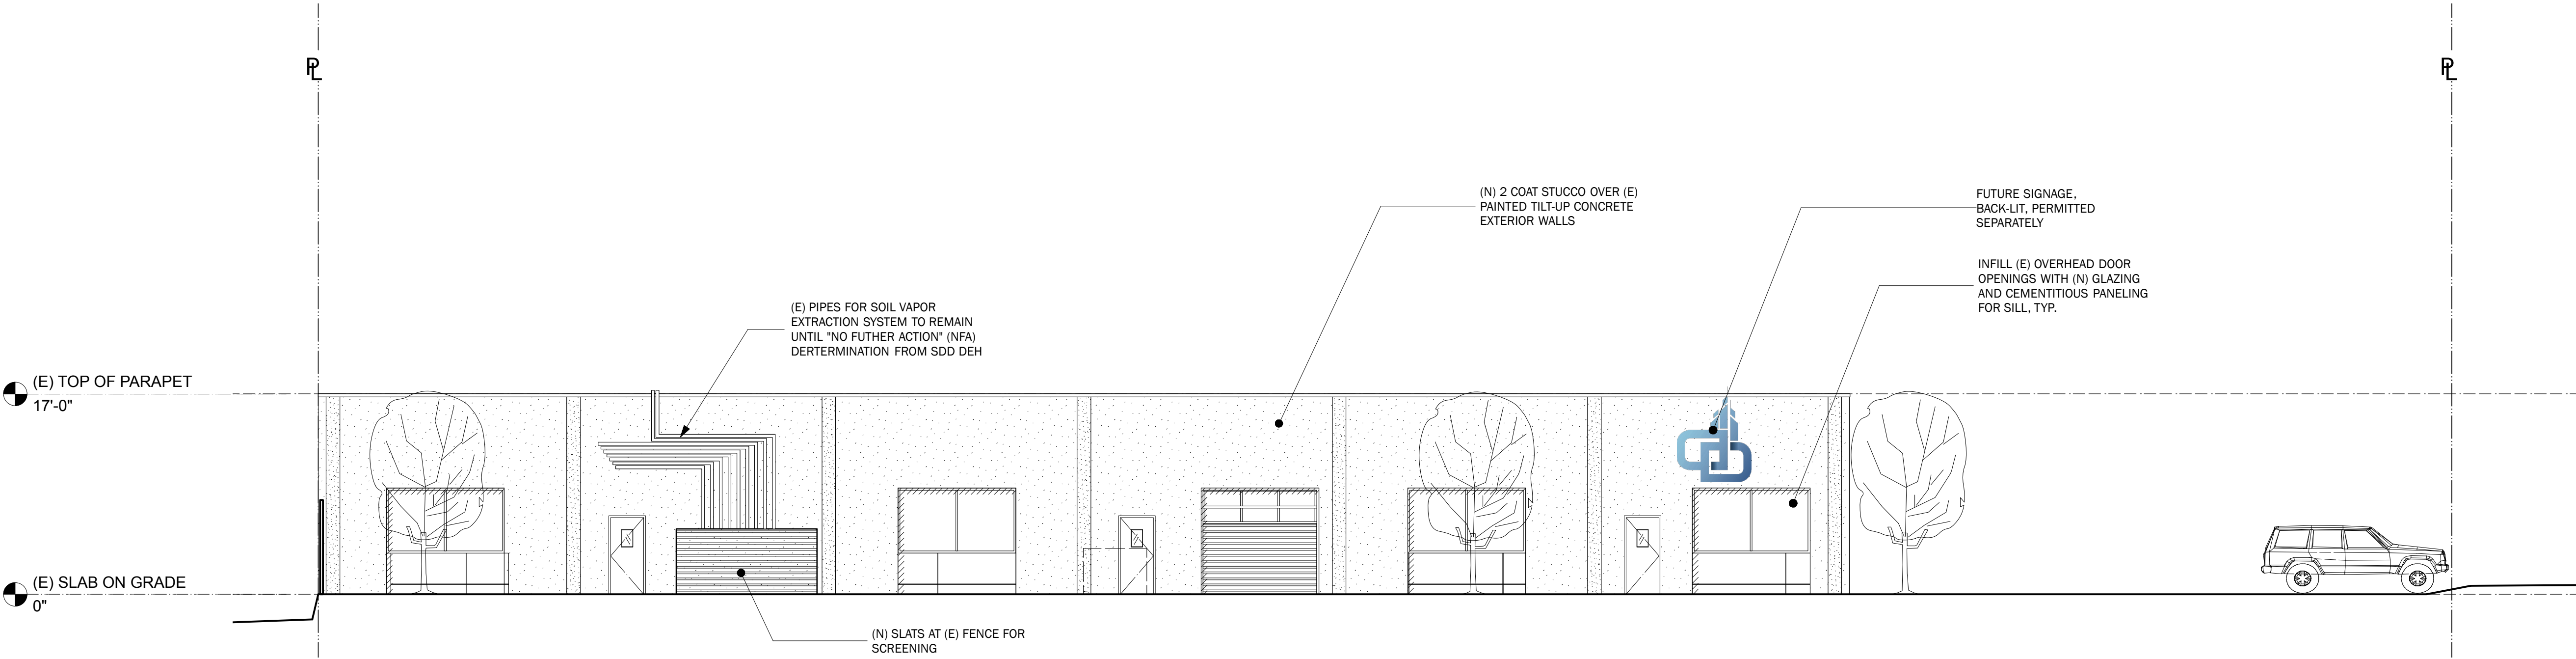 PL
PL
(N) 2 COAT STUCCO OVER (E)
PAINTED TILT-UP CONCRETE
EXTERIOR WALLS
FUTURE SIGNAGE,
BACK-LIT, PERMITTED
SEPARATELY
INFILL (E) OVERHEAD DOOR
OPENINGS WITH (N) GLAZING
AND CEMENTITIOUS PANELING
FOR SILL, TYP.
(E) PIPES FOR SOIL VAPOR
EXTRACTION SYSTEM TO REMAIN
UNTIL "NO FUTHER ACTION" (NFA)
DERTERMINATION FROM SDD DEH
(E) TOP OF PARAPET
17'-0"
(E) SLAB ON GRADE
0"
(N) SLATS AT (E) FENCE FOR
SCREENING